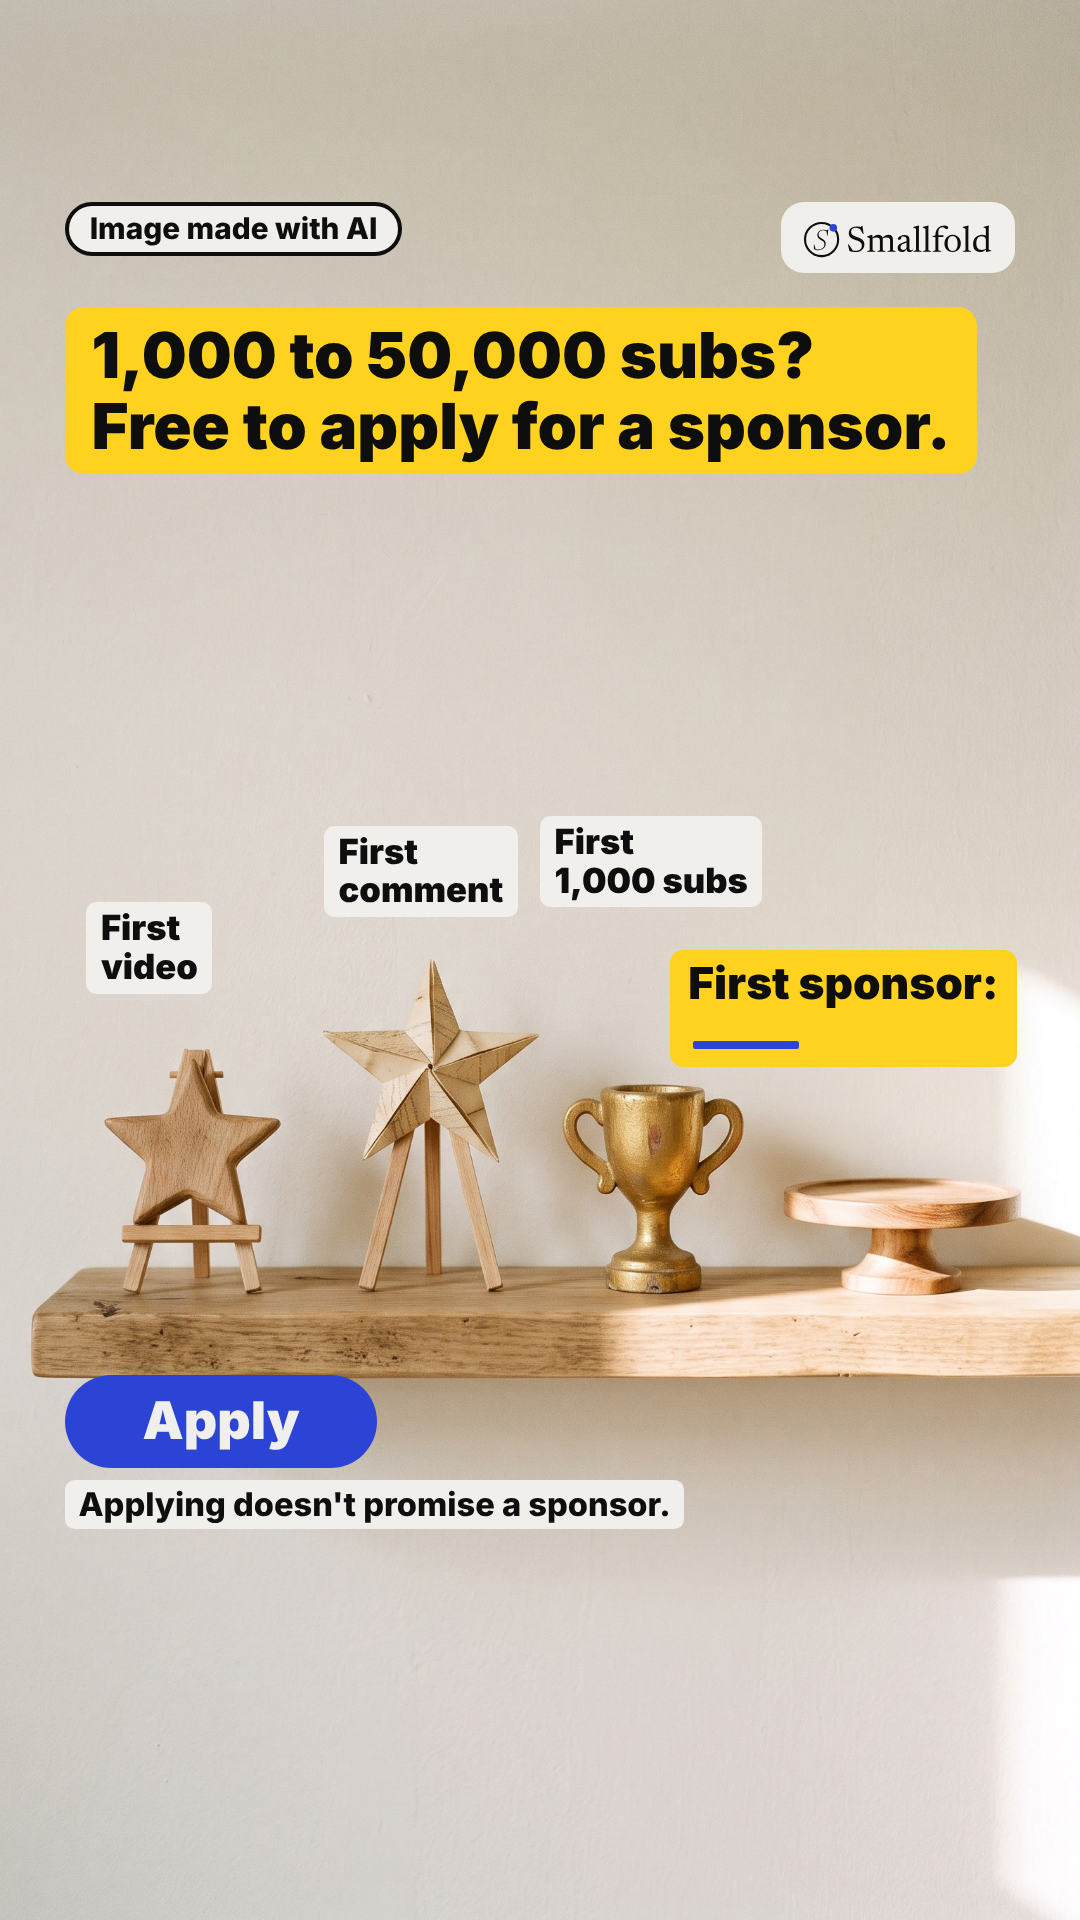 Image made with AI
Smallfold
1,000 to 50,000 subs?
Free to apply for a sponsor.
First
video
First
comment
First
1,000 subs
First sponsor:
Apply
Applying doesn't promise a sponsor.